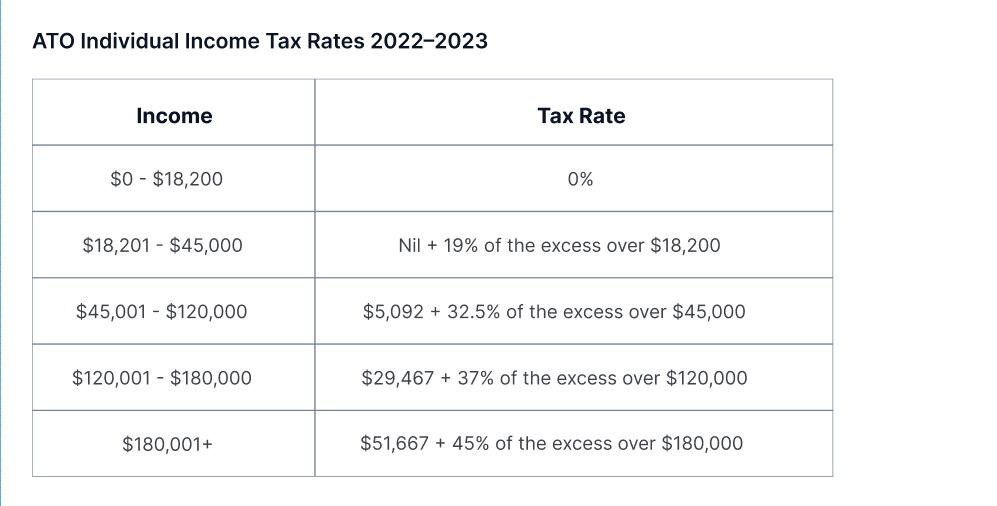 ATO Individual Income Tax Rates 2022–2023
Income Tax Rate
$0 - $18,200 0%
$18,201 - $45,000 Nil + 19% of the excess over $18,200
$45,001 - $120,000 $5,092 + 32.5% of the excess over $45,000
$120,001 - $180,000 $29,467 + 37% of the excess over $120,000
$180,001+ $51,667 + 45% of the excess over $180,000